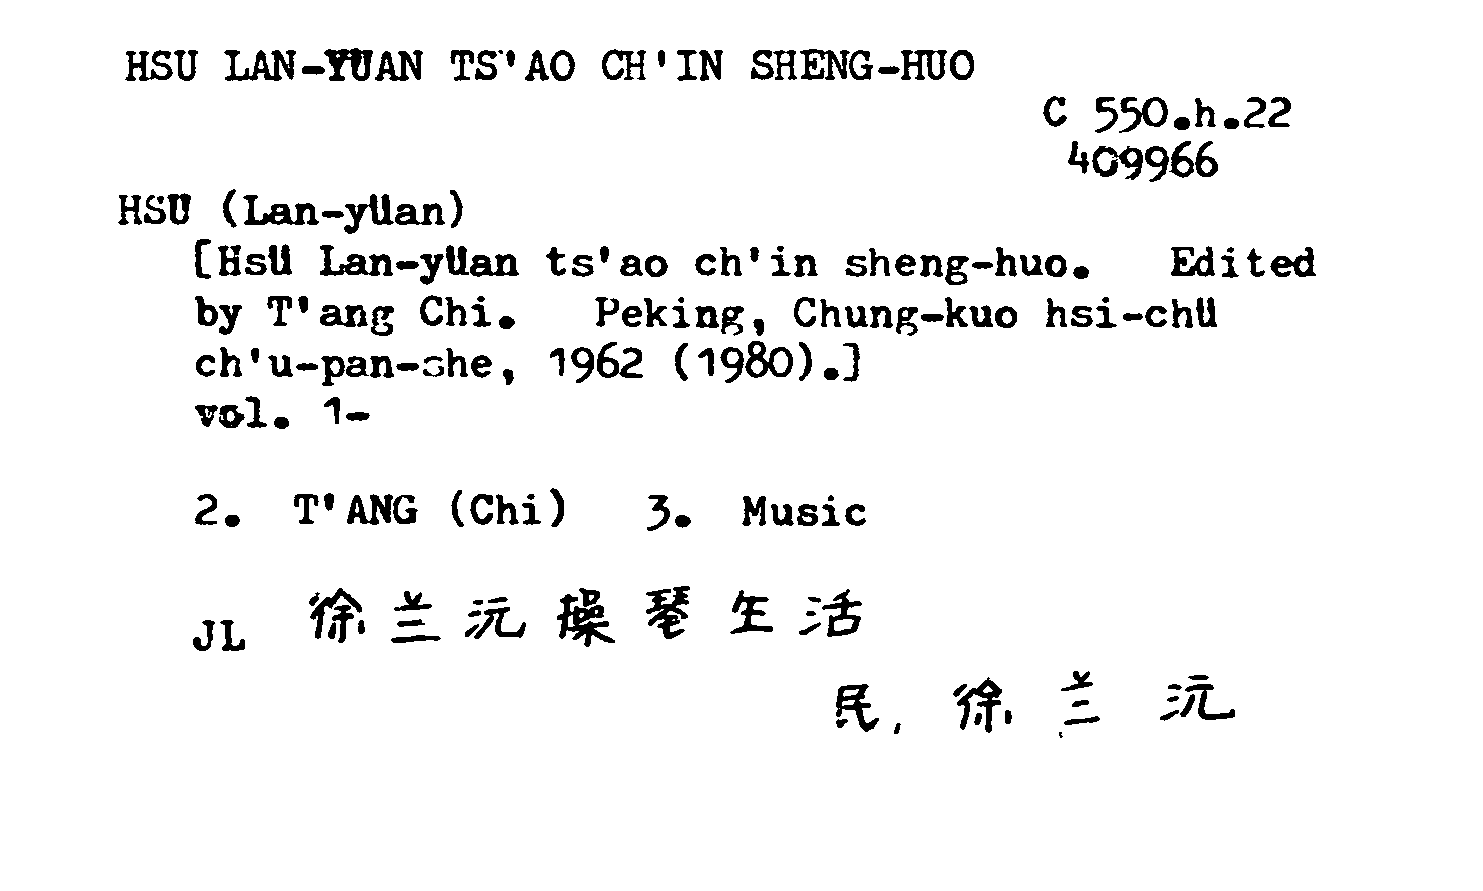 HSU LAN-YUAN TS'AO CH'IN SHENG-HUO
C 550.h.22
409966
HSÜ (Lan-yüan)
[Hsü Lan-yüan ts'ao ch'in sheng-huo. Edited
by T'ang Chi. Peking, Chung-kuo hsi-chü
ch'u-pan-she, 1962 (1980).]
vol. 1-
2. T'ANG (Chi) 3. Music
JL 徐兰沅操琴生活
民, 徐兰沅